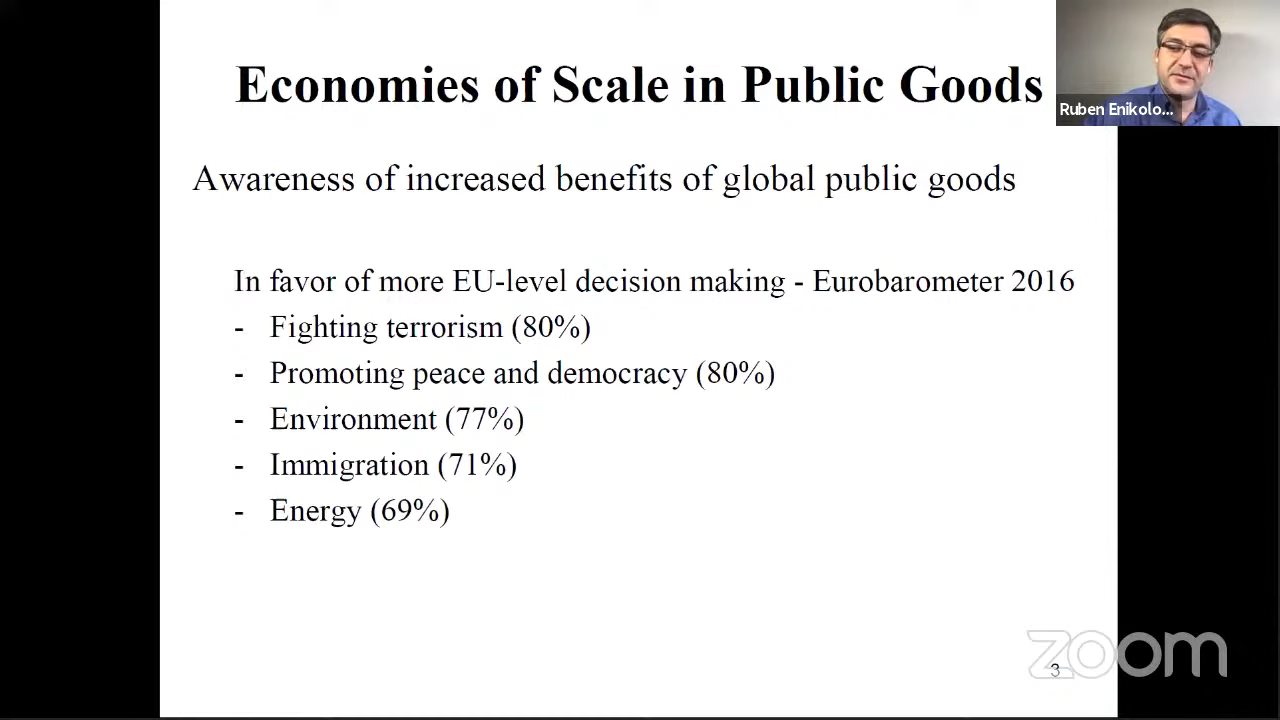 Economies of Scale in Public Goods
Ruben Enikolo...
Awareness of increased benefits of global public goods
In favor of more EU-level decision making - Eurobarometer 2016
- Fighting terrorism (80%)
- Promoting peace and democracy (80%)
- Environment (77%)
- Immigration (71%)
- Energy (69%)
zoom
3